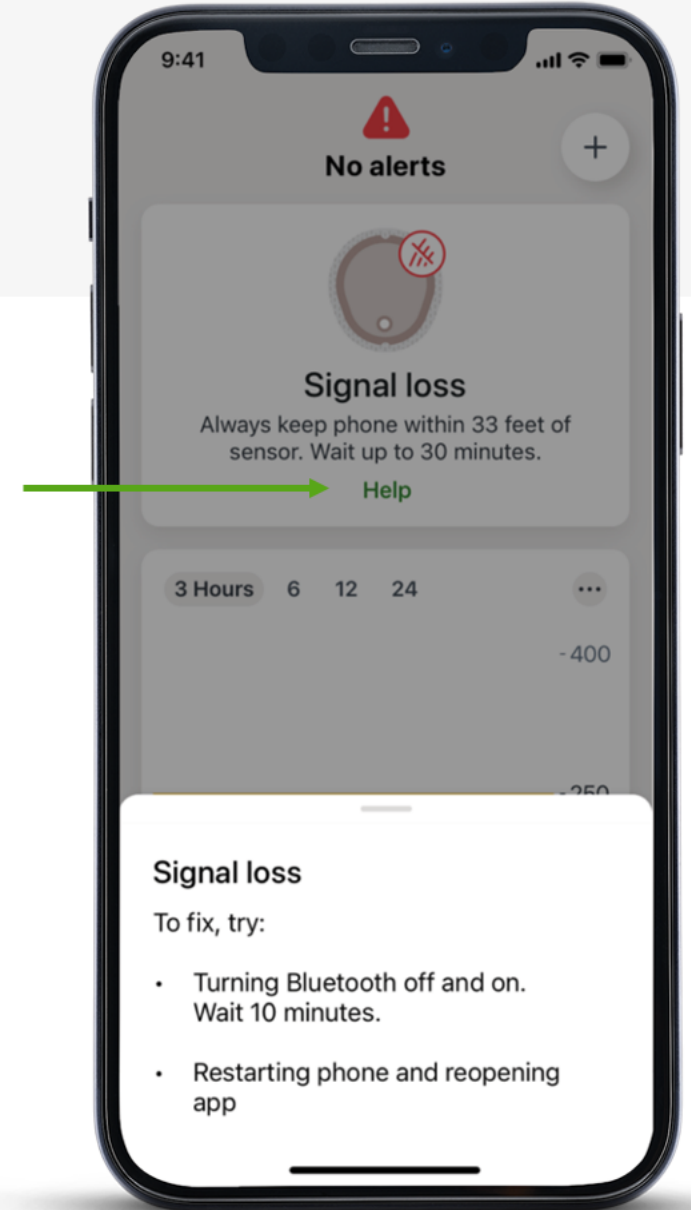 9:41
No alerts
+
Signal loss
Always keep phone within 33 feet of
sensor. Wait up to 30 minutes.
Help
3 Hours 6 12 24 ...
-400
-250
Signal loss
To fix, try:
• Turning Bluetooth off and on.
Wait 10 minutes.
• Restarting phone and reopening
app